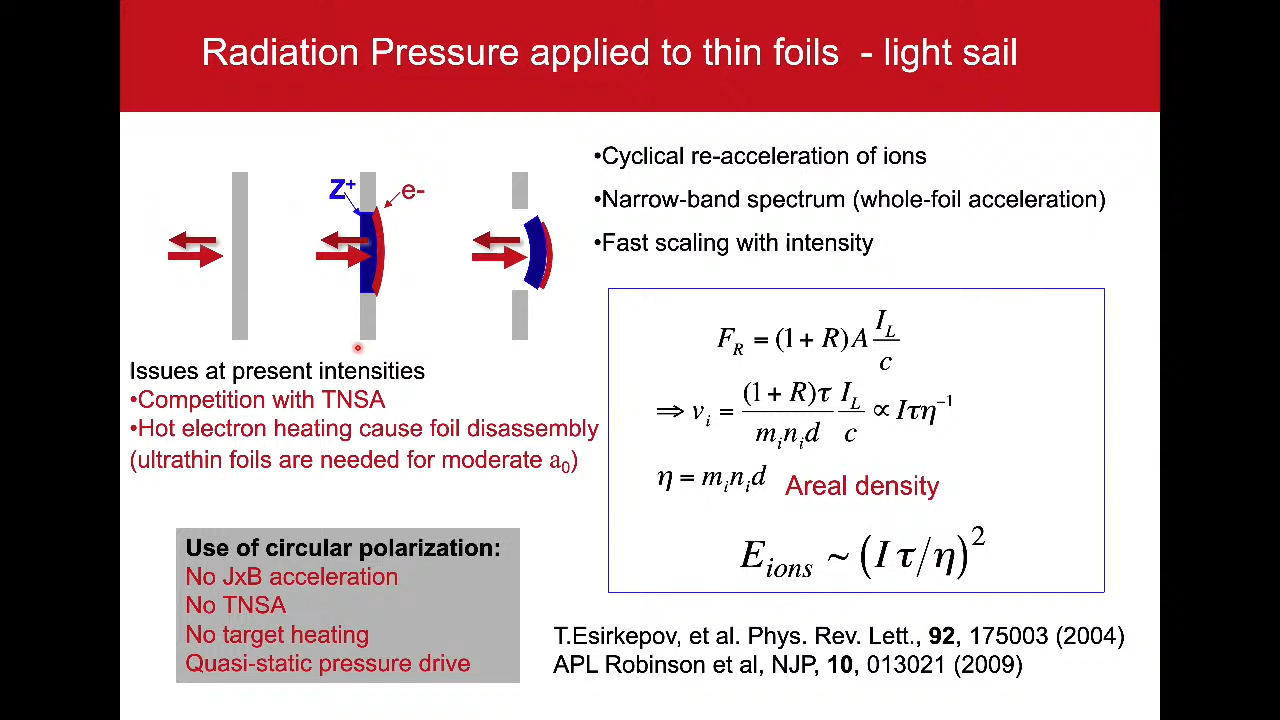 Radiation Pressure applied to thin foils - light sail
Z⁺
e-
•Cyclical re-acceleration of ions
•Narrow-band spectrum (whole-foil acceleration)
•Fast scaling with intensity
F_R = (1 + R)A I_L/c
⇒ v_i = (1 + R)τ/m_i n_i d I_L/c ∝ Iτη⁻¹
η = m_i n_i d Areal density
E_ions ~ (I τ/η)²
Issues at present intensities
•Competition with TNSA
•Hot electron heating cause foil disassembly
(ultrathin foils are needed for moderate a₀)
Use of circular polarization:
No JxB acceleration
No TNSA
No target heating
Quasi-static pressure drive
T.Esirkepov, et al. Phys. Rev. Lett., 92, 175003 (2004)
APL Robinson et al, NJP, 10, 013021 (2009)